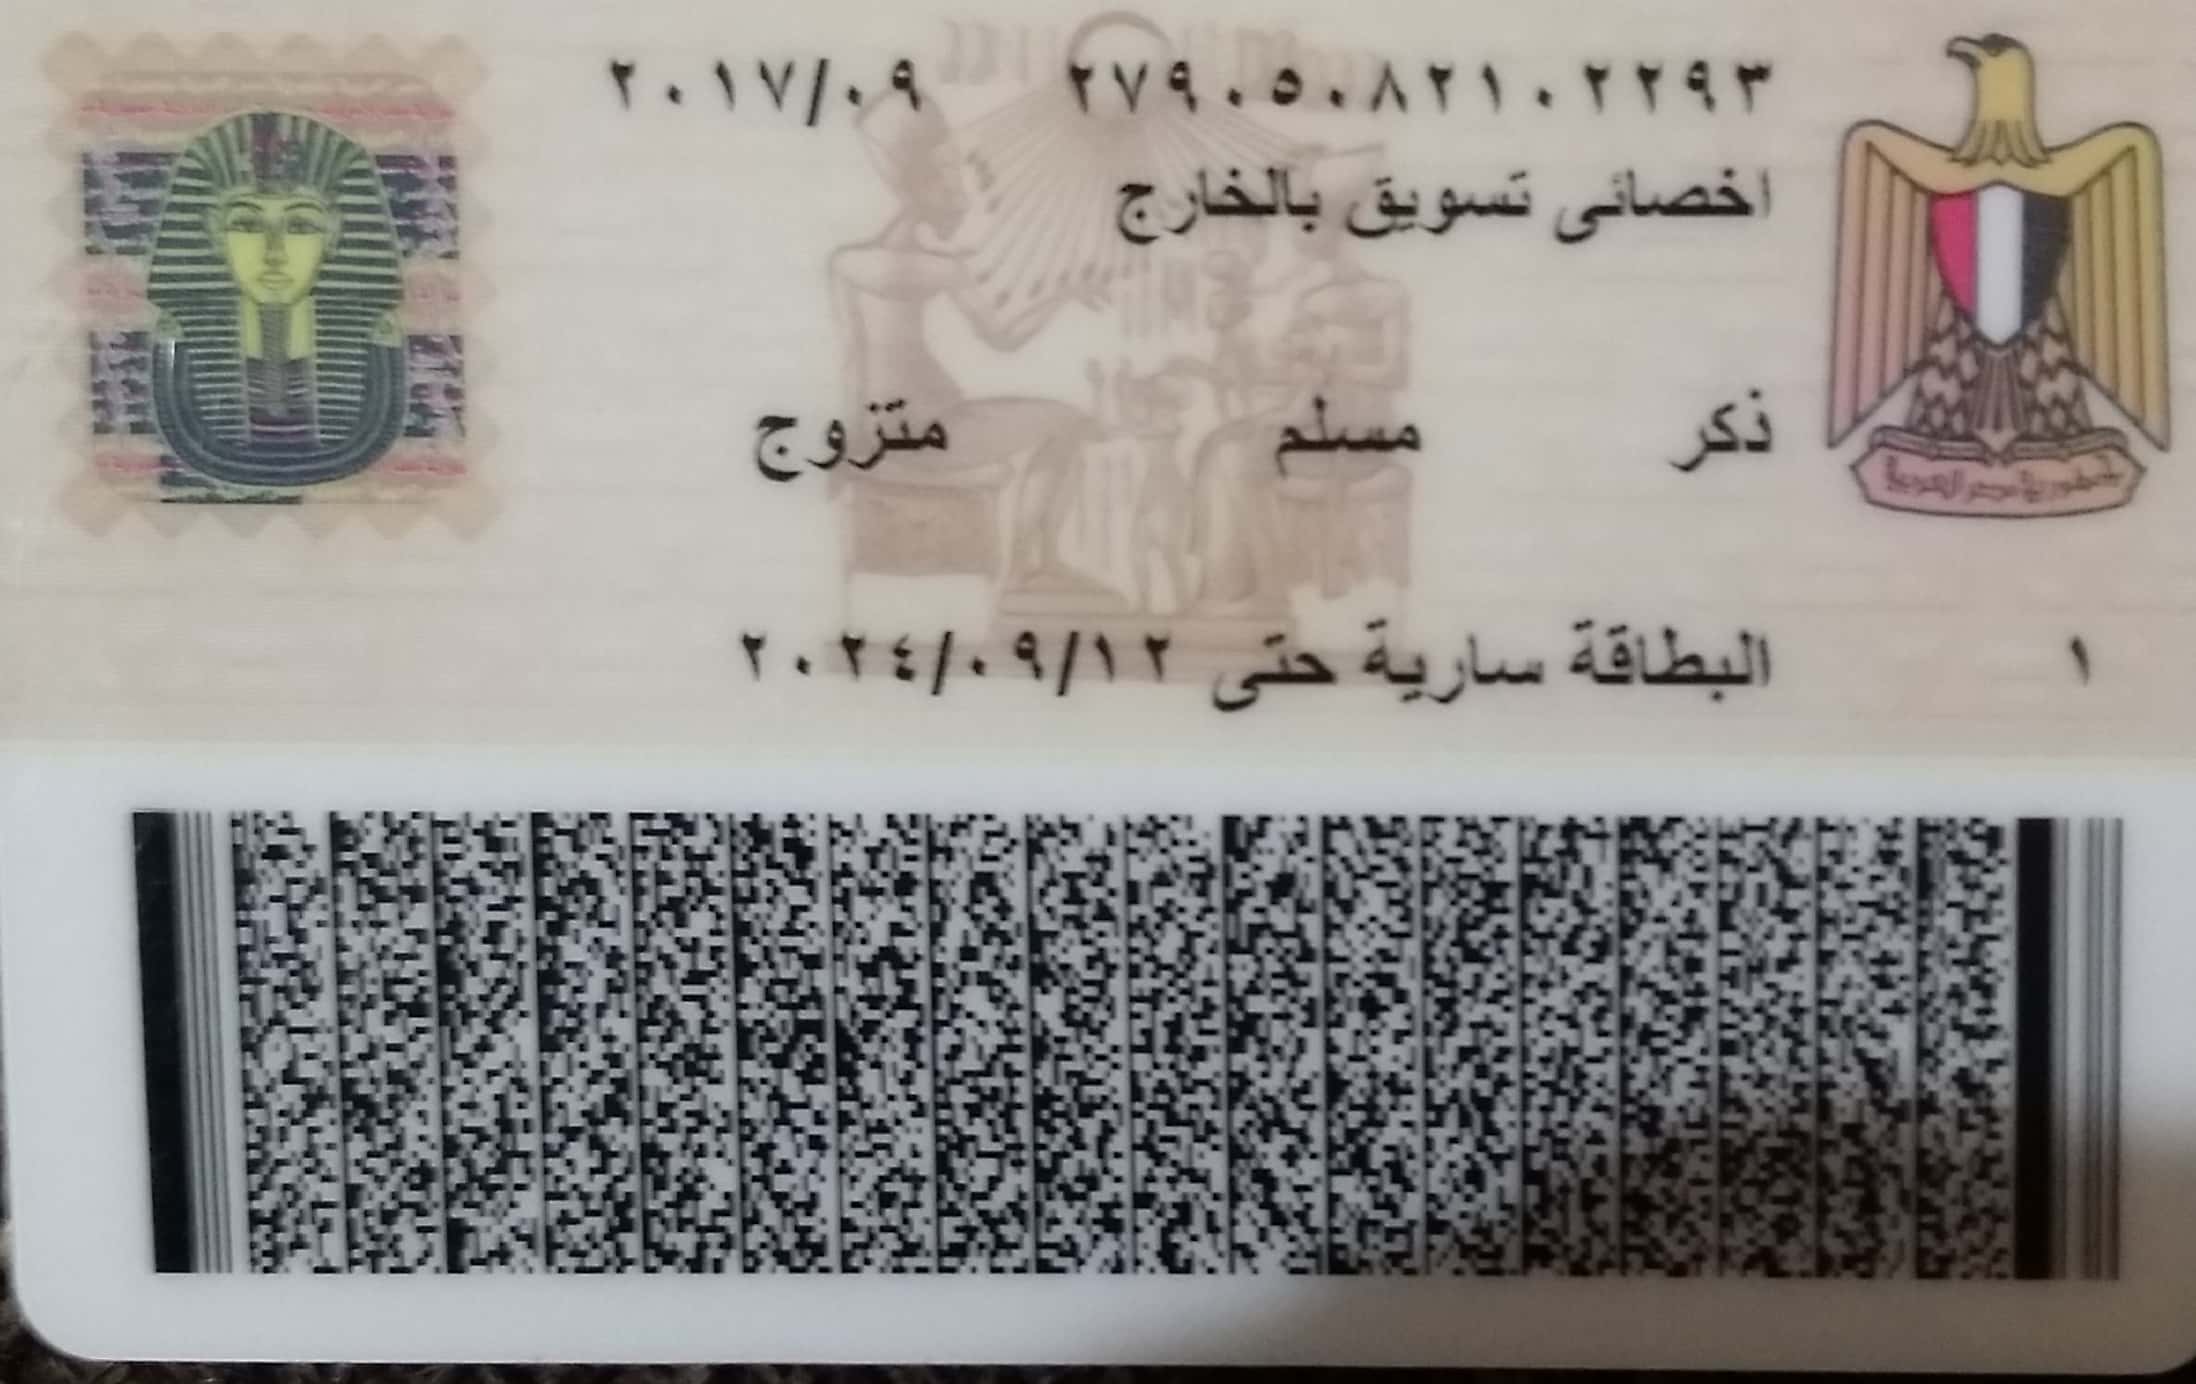 ٢٧٩٠٥٠٨٢١٠٢٢٩٣ ٢٠١٧/٠٩
اخصائى تسويق بالخارج
ذكر مسلم متزوج
البطاقة سارية حتى ٢٠٢٤/٠٩/١٢
١